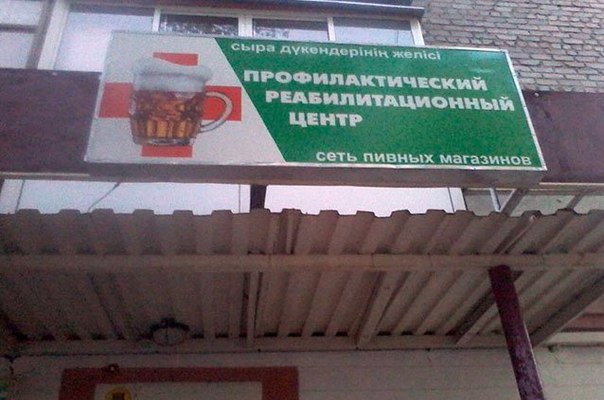 сыра дүкендерінің желісі
ПРОФИЛАКТИЧЕСКИЙ
РЕАБИЛИТАЦИОННЫЙ
ЦЕНТР
сеть пивных магазинов